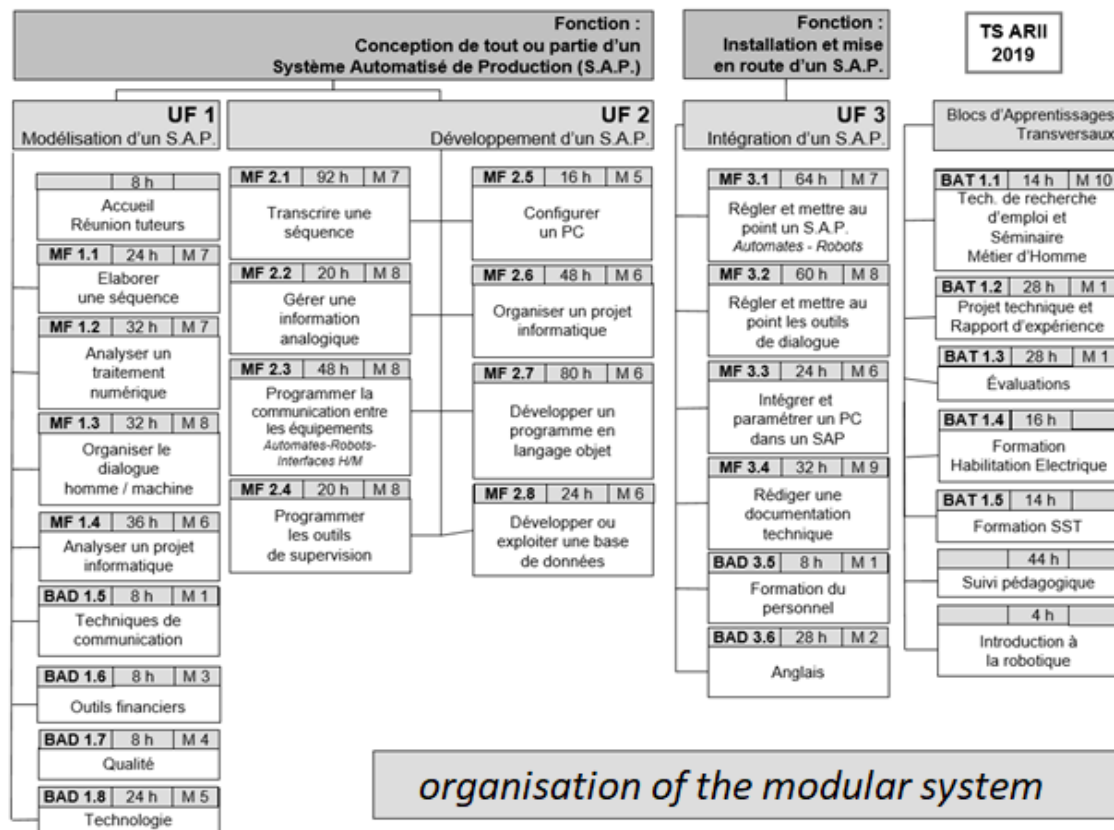 Fonction :
Conception de tout ou partie d'un
Système Automatisé de Production (S.A.P.)
Fonction :
Installation et mise
en route d'un S.A.P.
TS ARII
2019
UF 1
Modélisation d'un S.A.P.
UF 2
Développement d'un S.A.P.
UF 3
Intégration d'un S.A.P.
Blocs d'Apprentissages
Transversaux
8 h
Accueil
Réunion tuteurs
MF 1.1 24 h M 7
Elaborer
une séquence
MF 1.2 32 h M 7
Analyser un
traitement
numérique
MF 1.3 32 h M 8
Organiser le
dialogue
homme / machine
MF 1.4 36 h M 6
Analyser un projet
informatique
BAD 1.5 8 h M 1
Techniques de
communication
BAD 1.6 8 h M 3
Outils financiers
BAD 1.7 8 h M 4
Qualité
BAD 1.8 24 h M 5
Technologie
MF 2.1 92 h M 7
Transcrire une
séquence
MF 2.2 20 h M 8
Gérer une
information
analogique
MF 2.3 48 h M 8
Programmer la
communication entre
les équipements
Automates-Robots-
Interfaces H/M
MF 2.4 20 h M 8
Programmer
les outils
de supervision
MF 2.5 16 h M 5
Configurer
un PC
MF 2.6 48 h M 6
Organiser un projet
informatique
MF 2.7 80 h M 6
Développer un
programme en
langage objet
MF 2.8 24 h M 6
Développer ou
exploiter une base
de données
MF 3.1 64 h M 7
Régler et mettre au
point un S.A.P.
Automates - Robots
MF 3.2 60 h M 8
Régler et mettre au
point les outils
de dialogue
MF 3.3 24 h M 6
Intégrer et
paramétrer un PC
dans un SAP
MF 3.4 32 h M 9
Rédiger une
documentation
technique
BAD 3.5 8 h M 1
Formation du
personnel
BAD 3.6 28 h M 2
Anglais
BAT 1.1 14 h M 10
Tech. de recherche
d'emploi et
Séminaire
Métier d'Homme
BAT 1.2 28 h M 1
Projet technique et
Rapport d'expérience
BAT 1.3 28 h M 1
Évaluations
BAT 1.4 16 h
Formation
Habilitation Electrique
BAT 1.5 14 h
Formation SST
44 h
Suivi pédagogique
4 h
Introduction à
la robotique
organisation of the modular system